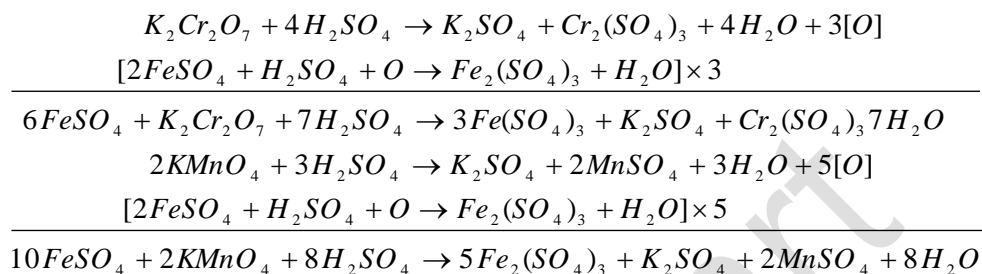 K₂Cr₂O₇ + 4H₂SO₄ → K₂SO₄ + Cr₂(SO₄)₃ + 4H₂O + 3[O]
[2FeSO₄ + H₂SO₄ + O → Fe₂(SO₄)₃ + H₂O] × 3
6FeSO₄ + K₂Cr₂O₇ + 7H₂SO₄ → 3Fe(SO₄)₃ + K₂SO₄ + Cr₂(SO₄)₃ 7H₂O
2KMnO₄ + 3H₂SO₄ → K₂SO₄ + 2MnSO₄ + 3H₂O + 5[O]
[2FeSO₄ + H₂SO₄ + O → Fe₂(SO₄)₃ + H₂O] × 5
10FeSO₄ + 2KMnO₄ + 8H₂SO₄ → 5Fe₂(SO₄)₃ + K₂SO₄ + 2MnSO₄ + 8H₂O